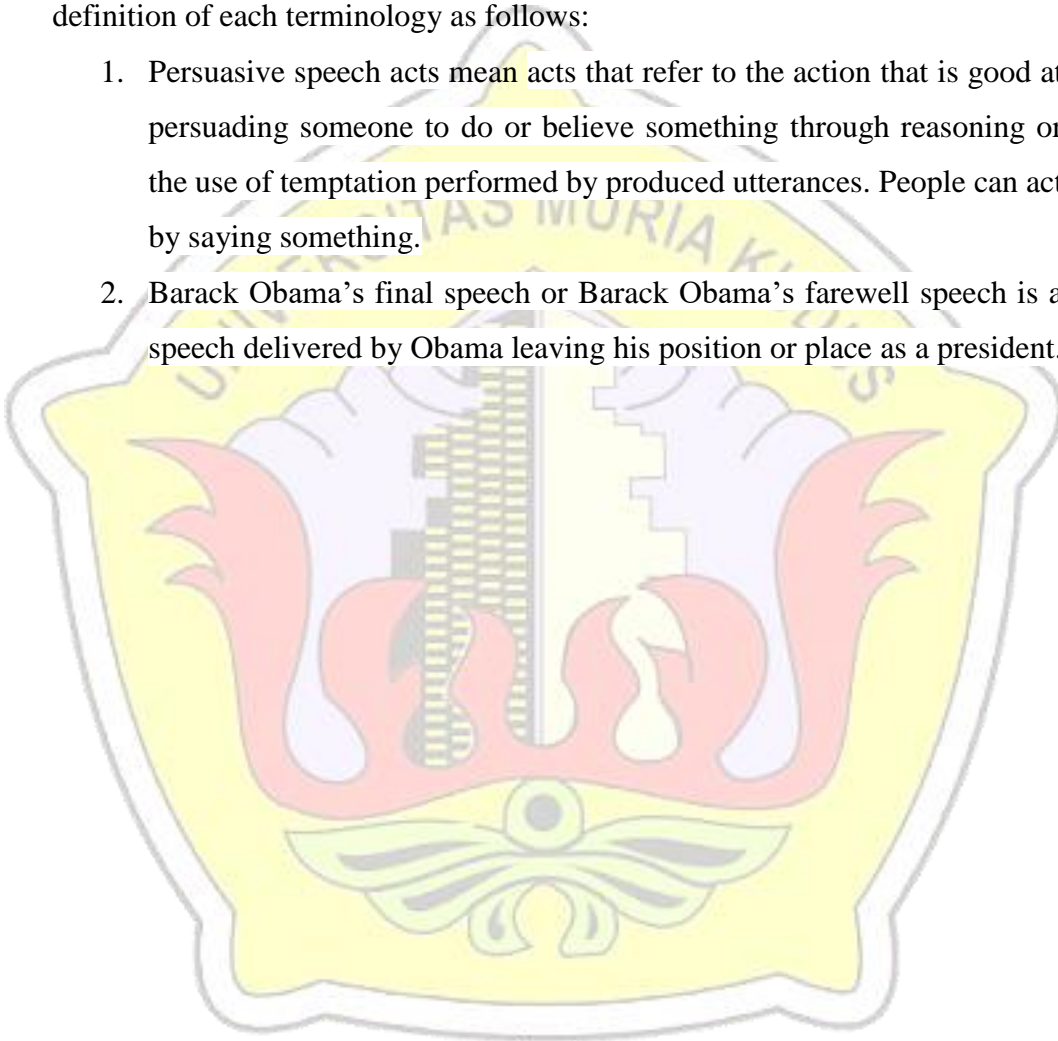 definition of each terminology as follows:
1. Persuasive speech acts mean acts that refer to the action that is good at
persuading someone to do or believe something through reasoning or
the use of temptation performed by produced utterances. People can act
by saying something.
UNIVERSITAS MURIA KUDUS
2. Barack Obama’s final speech or Barack Obama’s farewell speech is a
speech delivered by Obama leaving his position or place as a president.